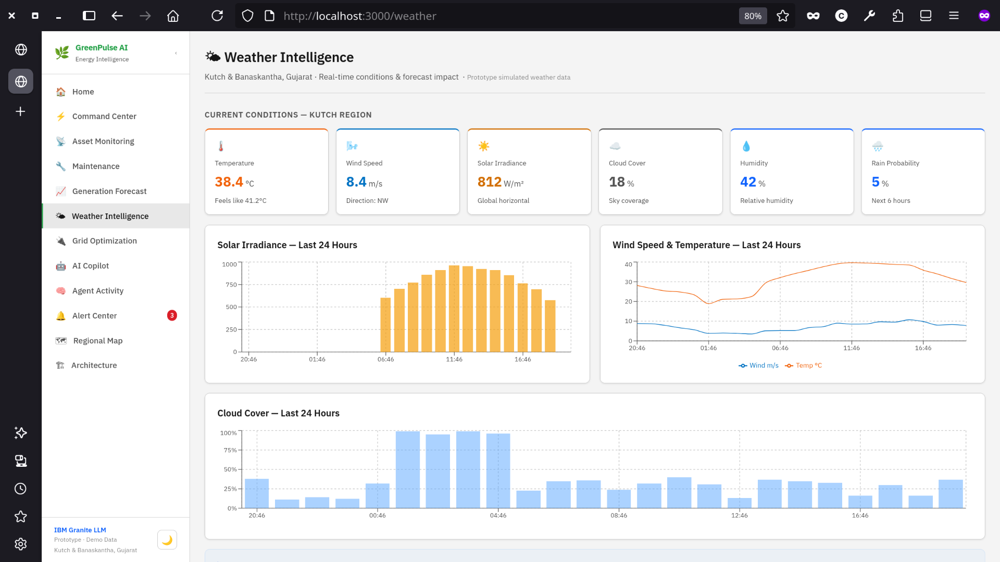 http://localhost:3000/weather
80%
GreenPulse AI
Energy Intelligence
Home
Command Center
Asset Monitoring
Maintenance
Generation Forecast
Weather Intelligence
Grid Optimization
AI Copilot
Agent Activity
Alert Center
3
Regional Map
Architecture
IBM Granite LLM
Prototype · Demo Data
Kutch & Banaskantha, Gujarat
Weather Intelligence
Kutch & Banaskantha, Gujarat · Real-time conditions & forecast impact · Prototype simulated weather data
CURRENT CONDITIONS — KUTCH REGION
Temperature
38.4 °C
Feels like 41.2°C
Wind Speed
8.4 m/s
Direction: NW
Solar Irradiance
812 W/m²
Global horizontal
Cloud Cover
18 %
Sky coverage
Humidity
42 %
Relative humidity
Rain Probability
5 %
Next 6 hours
Solar Irradiance — Last 24 Hours
1000
750
500
250
0
20:46 01:46 06:46 11:46 16:46
Wind Speed & Temperature — Last 24 Hours
40
30
20
10
0
20:46 01:46 06:46 11:46 16:46
Wind m/s Temp °C
Cloud Cover — Last 24 Hours
100%
75%
50%
25%
0%
20:46 00:46 04:46 08:46 12:46 16:46